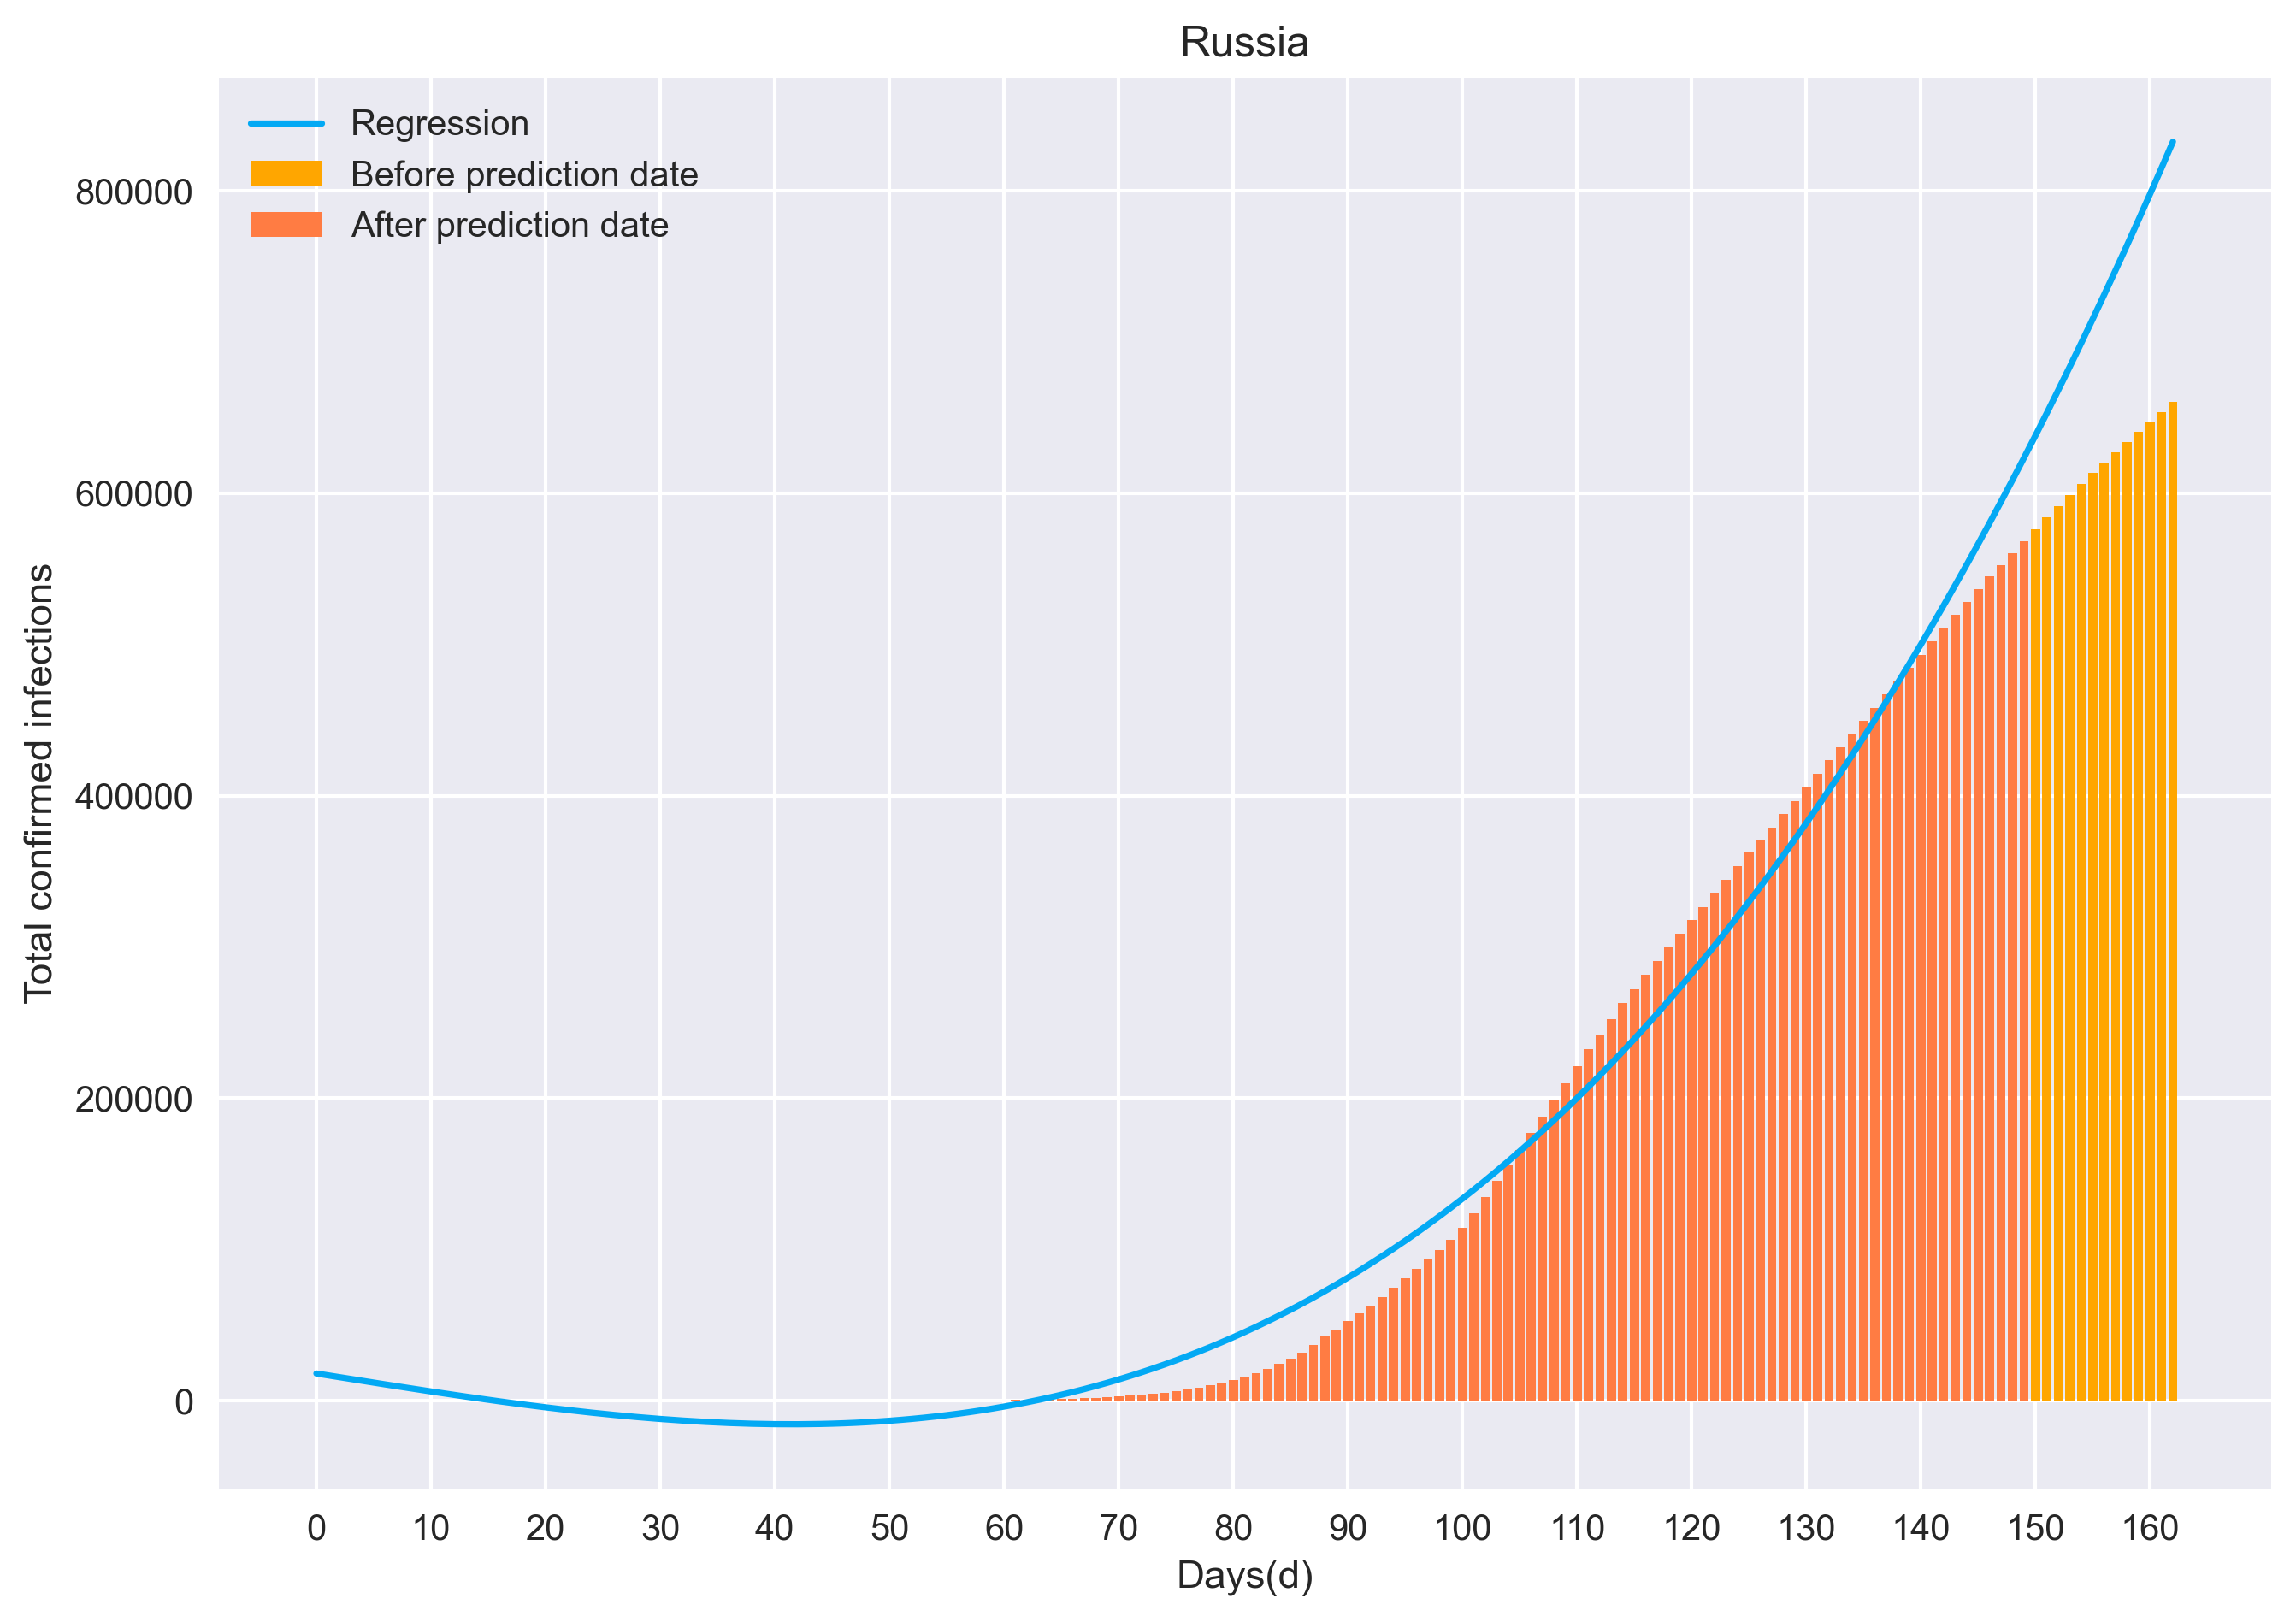 Russia
Regression
Before prediction date
After prediction date
800000
600000
400000
200000
0
Total confirmed infections
0 10 20 30 40 50 60 70 80 90 100 110 120 130 140 150 160
Days(d)